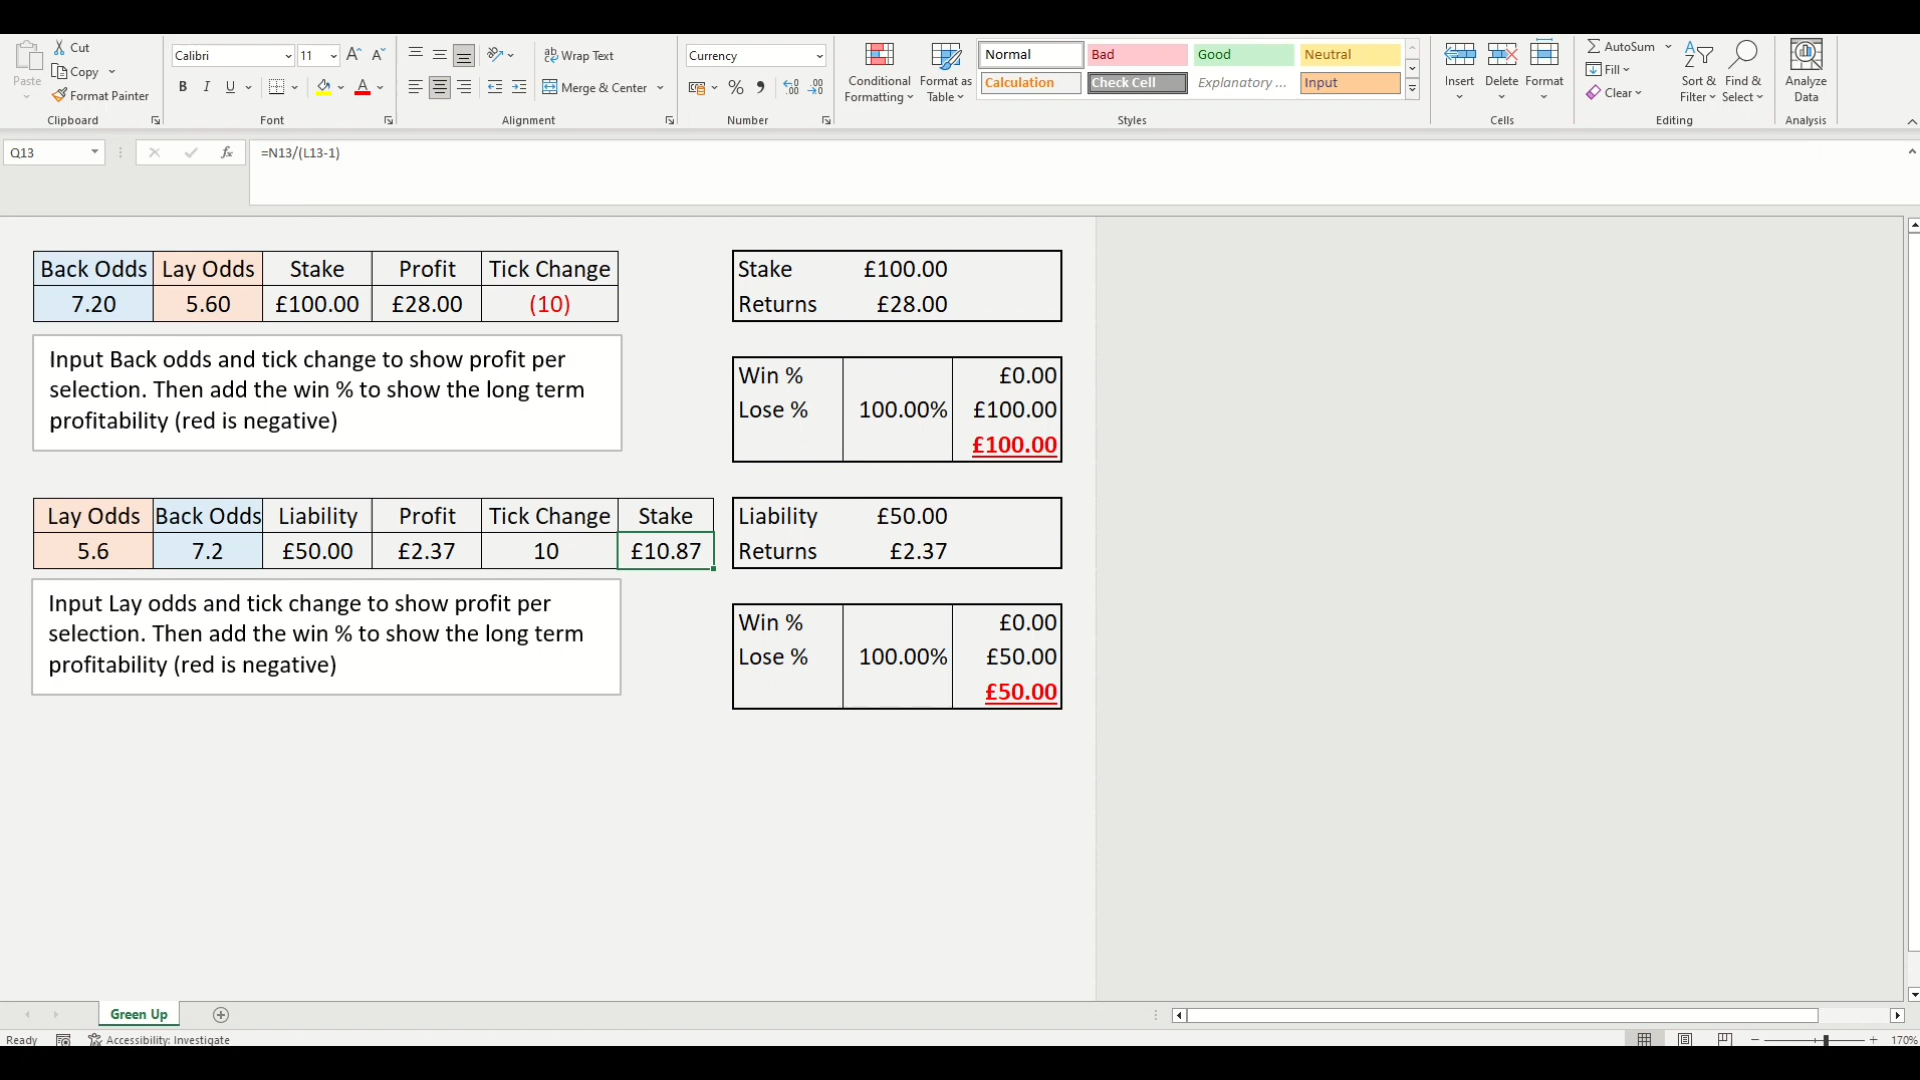 Cut
Calibri
11
Wrap Text
Currency
Normal
Bad
Good
Neutral
AutoSum
Copy
Paste
Format Painter
B I U
Merge & Center
%
Conditional Formatting
Format as Table
Calculation
Check Cell
Explanatory ...
Input
Insert
Delete
Format
Fill
Clear
Sort & Filter
Find & Select
Analyze Data
Clipboard
Font
Alignment
Number
Styles
Cells
Editing
Analysis
Q13
fx
=N13/(L13-1)
Back Odds Lay Odds Stake Profit Tick Change
7.20 5.60 £100.00 £28.00 (10)
Stake £100.00
Returns £28.00
Input Back odds and tick change to show profit per
selection. Then add the win % to show the long term
profitability (red is negative)
Win % £0.00
Lose % 100.00% £100.00
£100.00
Lay Odds Back Odds Liability Profit Tick Change Stake
5.6 7.2 £50.00 £2.37 10 £10.87
Liability £50.00
Returns £2.37
Input Lay odds and tick change to show profit per
selection. Then add the win % to show the long term
profitability (red is negative)
Win % £0.00
Lose % 100.00% £50.00
£50.00
Green Up
Ready
Accessibility: Investigate
170%